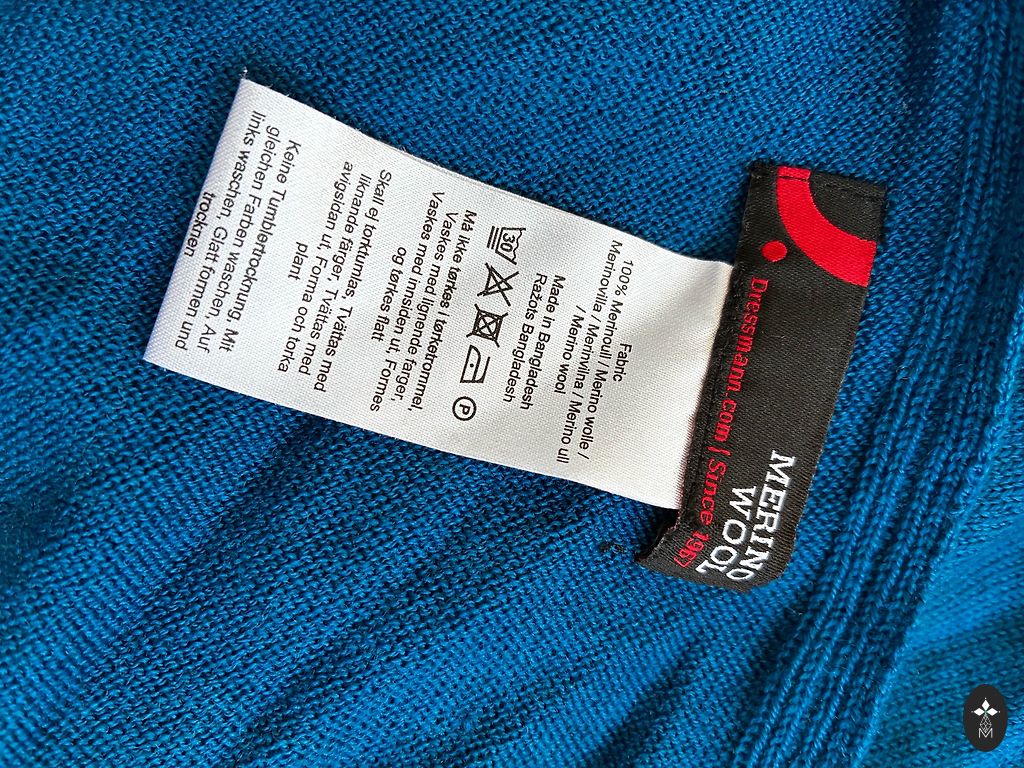 MERINO
WOOL
Dressmann.com | Since 1967
Fabric
100% Merinoull / Merino wolle /
Merinovilla / Merinvilna / Merino ull
/ Merino wool
Made in Bangladesh
Ražots Bangladesh
30
P
Må ikke tørkes i tørketrommel,
Vaskes med lignende farger,
Vaskes med innsiden ut, Formes
og tørkes flatt
Skall ej torktumlas, Tvättas med
liknande färger, Tvättas med
avigsidan ut, Forma och torka
plant
Keine Tumblertrocknung, Mit
gleichen Farben waschen, Auf
links waschen, Glatt formen und
trocknen
M